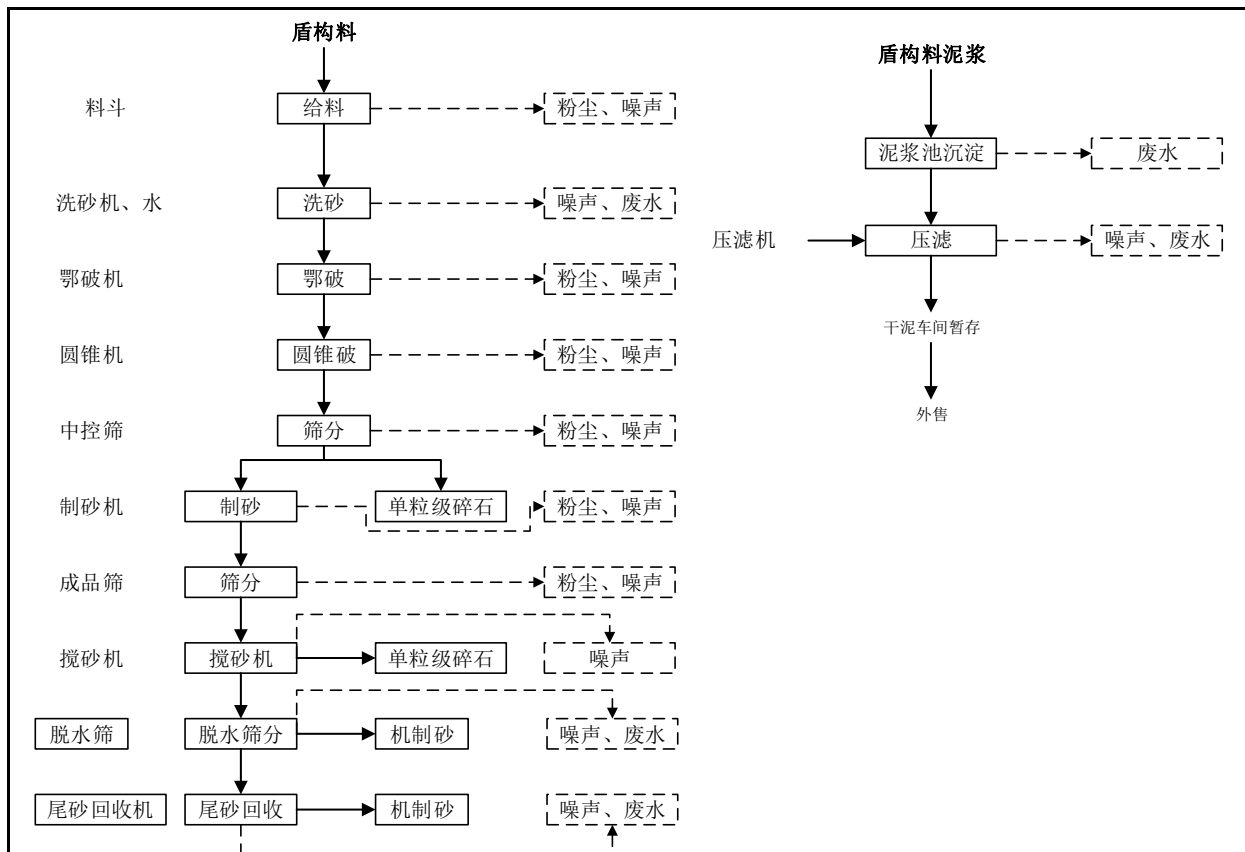 盾构料
料斗
给料
粉尘、噪声
洗砂机、水
洗砂
噪声、废水
鄂破机
鄂破
粉尘、噪声
圆锥机
圆锥破
粉尘、噪声
中控筛
筛分
粉尘、噪声
制砂机
制砂
单粒级碎石
粉尘、噪声
成品筛
筛分
粉尘、噪声
搅砂机
搅砂机
单粒级碎石
噪声
脱水筛
脱水筛分
机制砂
噪声、废水
尾砂回收机
尾砂回收
机制砂
噪声、废水
盾构料泥浆
泥浆池沉淀
废水
压滤机
压滤
噪声、废水
干泥车间暂存
外售